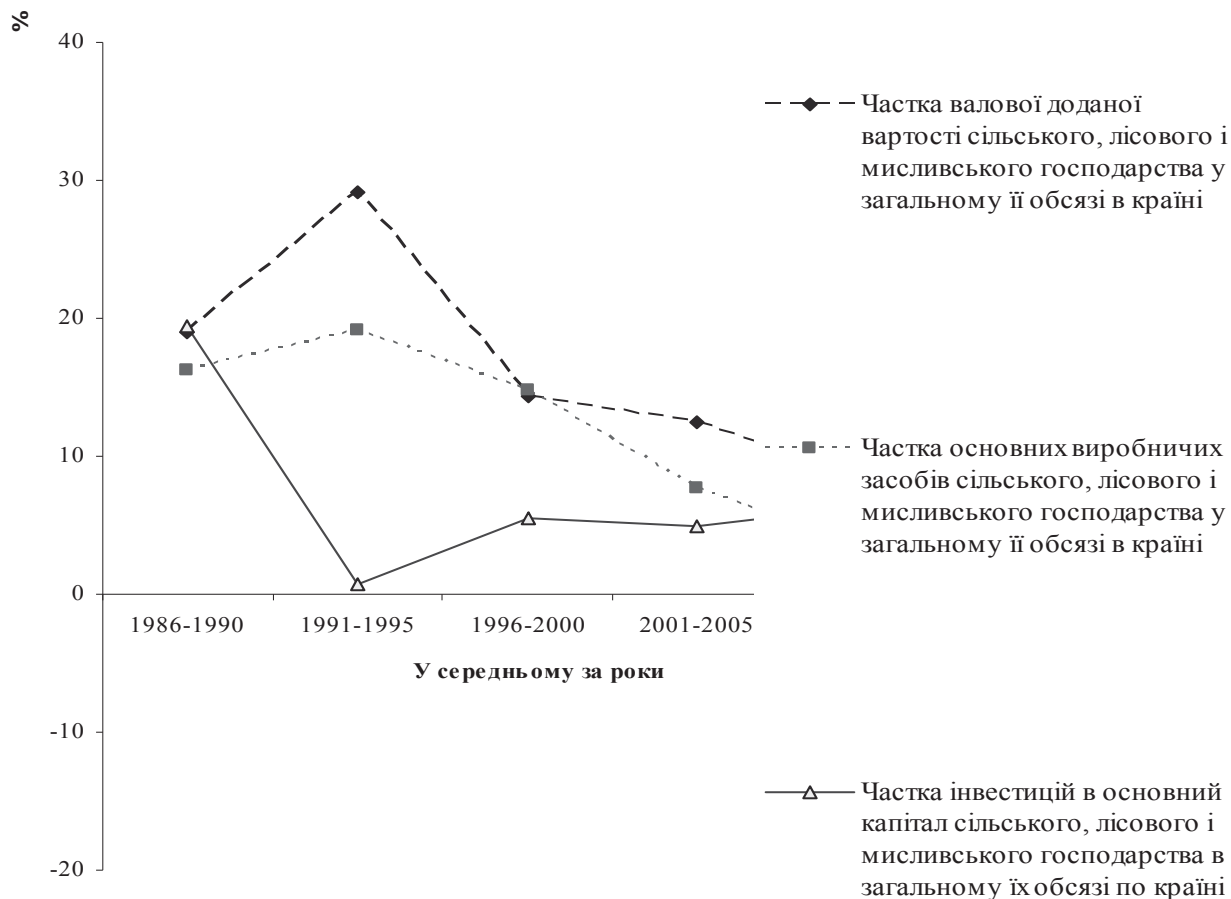 %
40
30
20
10
0
-10
-20
1986-1990 1991-1995 1996-2000 2001-2005
У середньому за роки
Частка валової доданої
вартості сільського, лісового і
мисливського господарства у
загальному її обсязі в країні
Частка основних виробничих
засобів сільського, лісового і
мисливського господарства у
загальному її обсязі в країні
Частка інвестицій в основний
капітал сільського, лісового і
мисливського господарства в
загальному їх обсязі по країні